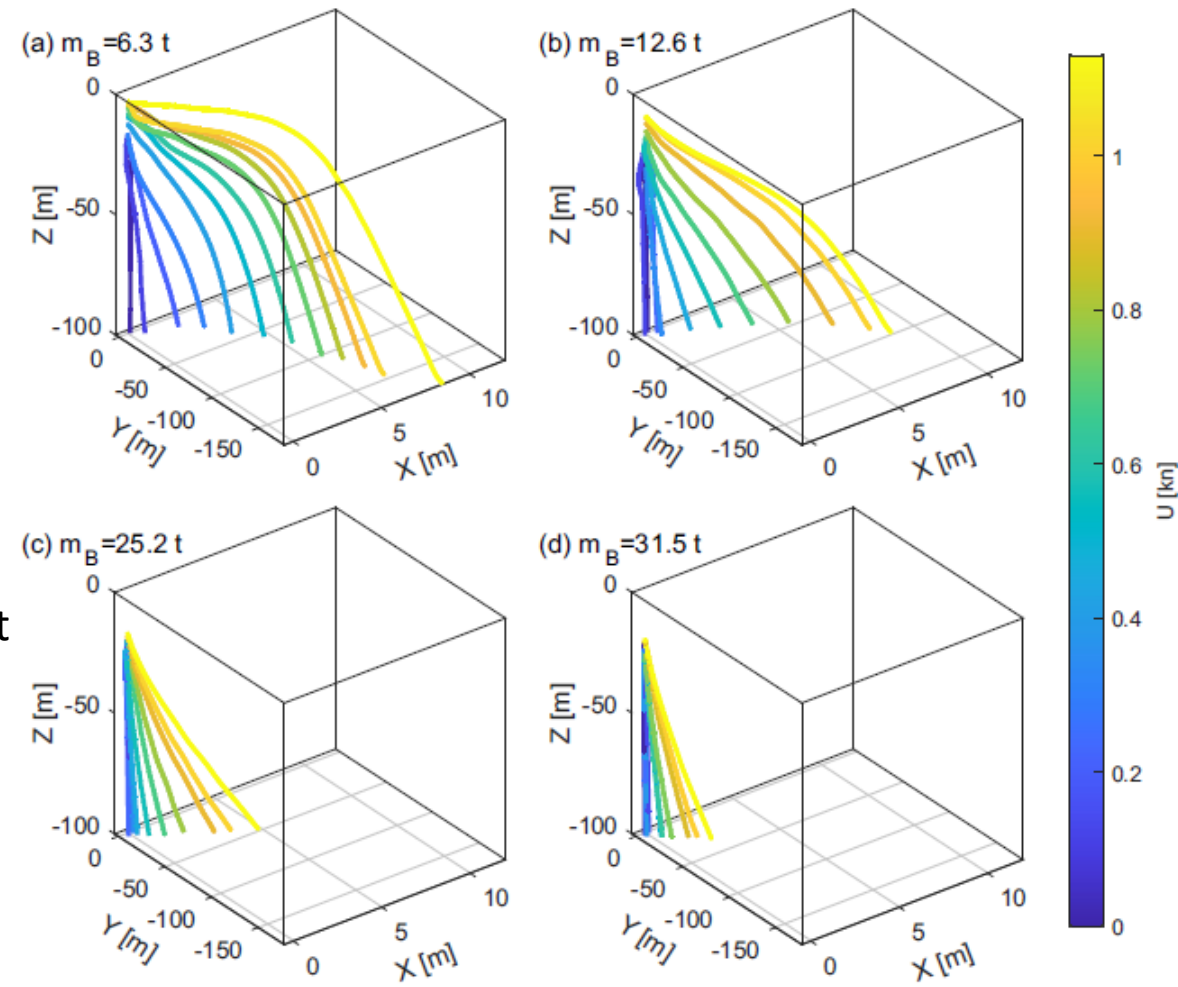 (a) m_B=6.3 t
0
-50
-100
Z [m]
0
-50
-100
-150
Y [m]
0
5
10
X [m]
(b) m_B=12.6 t
0
-50
-100
Z [m]
0
-50
-100
-150
Y [m]
0
5
10
X [m]
(c) m_B=25.2 t
0
-50
-100
Z [m]
0
-50
-100
-150
Y [m]
0
5
10
X [m]
t
(d) m_B=31.5 t
0
-50
-100
Z [m]
0
-50
-100
-150
Y [m]
0
5
10
X [m]
1
0.8
0.6
0.4
0.2
0
U [kn]